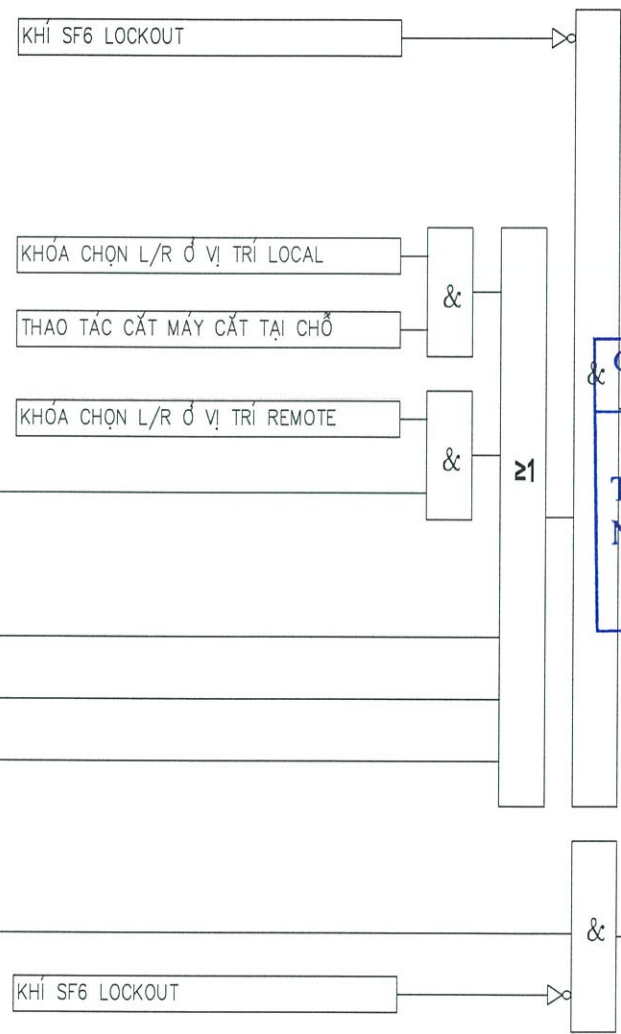 KHÍ SF6 LOCKOUT
KHÓA CHỌN L/R Ở VỊ TRÍ LOCAL
&
THAO TÁC CẮT MÁY CẮT TẠI CHỖ
&
KHÓA CHỌN L/R Ở VỊ TRÍ REMOTE
&
≥1
&
KHÍ SF6 LOCKOUT